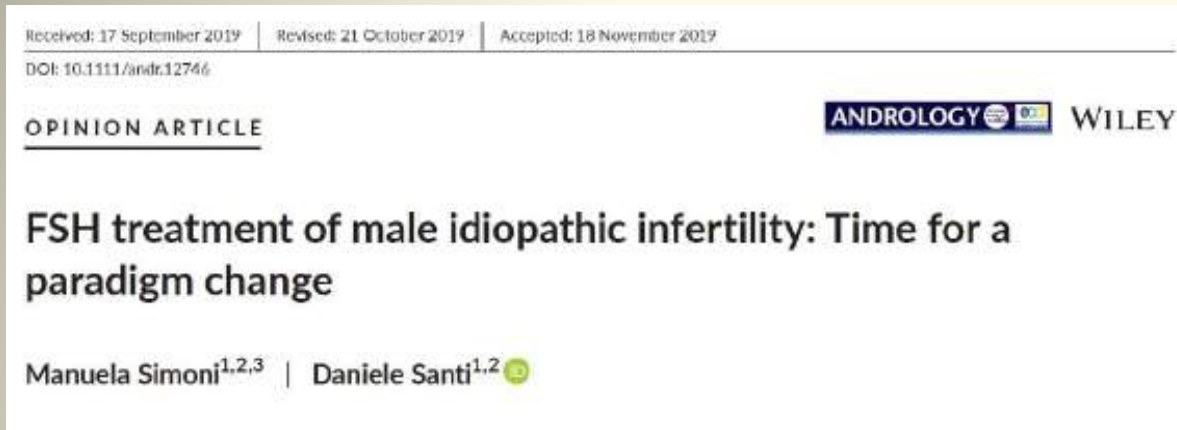 Received: 17 September 2019 | Revised: 21 October 2019 | Accepted: 18 November 2019
DOI: 10.1111/andr.12746
OPINION ARTICLE
ANDROLOGY WILEY
FSH treatment of male idiopathic infertility: Time for a
paradigm change
Manuela Simoni1,2,3 | Daniele Santi1,2